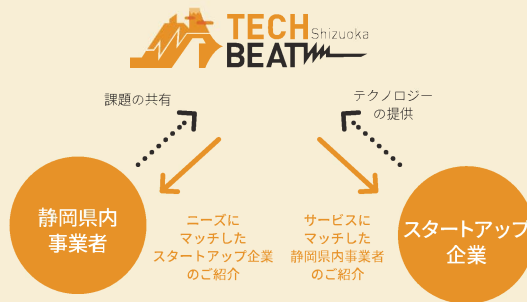 TECH
Shizuoka
BEAT
課題の共有
テクノロジー
の提供
静岡県内
事業者
ニーズに
マッチした
スタートアップ企業
のご紹介
サービスに
マッチした
静岡県内事業者
のご紹介
スタートアップ
企業